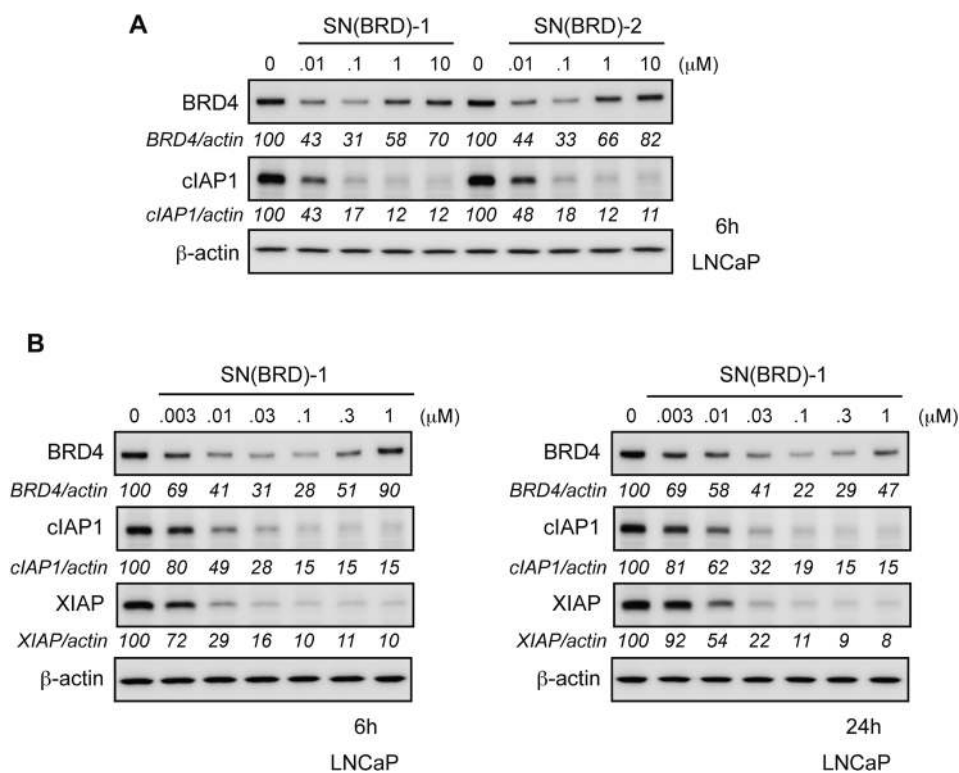 A
SN(BRD)-1 SN(BRD)-2
0 .01 .1 1 10 0 .01 .1 1 10 (μM)
BRD4
BRD4/actin 100 43 31 58 70 100 44 33 66 82
cIAP1
cIAP1/actin 100 43 17 12 12 100 48 18 12 11
β-actin
6h
LNCaP
B
SN(BRD)-1
0 .003 .01 .03 .1 .3 1 (μM)
BRD4
BRD4/actin 100 69 41 31 28 51 90
cIAP1
cIAP1/actin 100 80 49 28 15 15 15
XIAP
XIAP/actin 100 72 29 16 10 11 10
β-actin
6h
LNCaP
SN(BRD)-1
0 .003 .01 .03 .1 .3 1 (μM)
BRD4
BRD4/actin 100 69 58 41 22 29 47
cIAP1
cIAP1/actin 100 81 62 32 19 15 15
XIAP
XIAP/actin 100 92 54 22 11 9 8
β-actin
24h
LNCaP